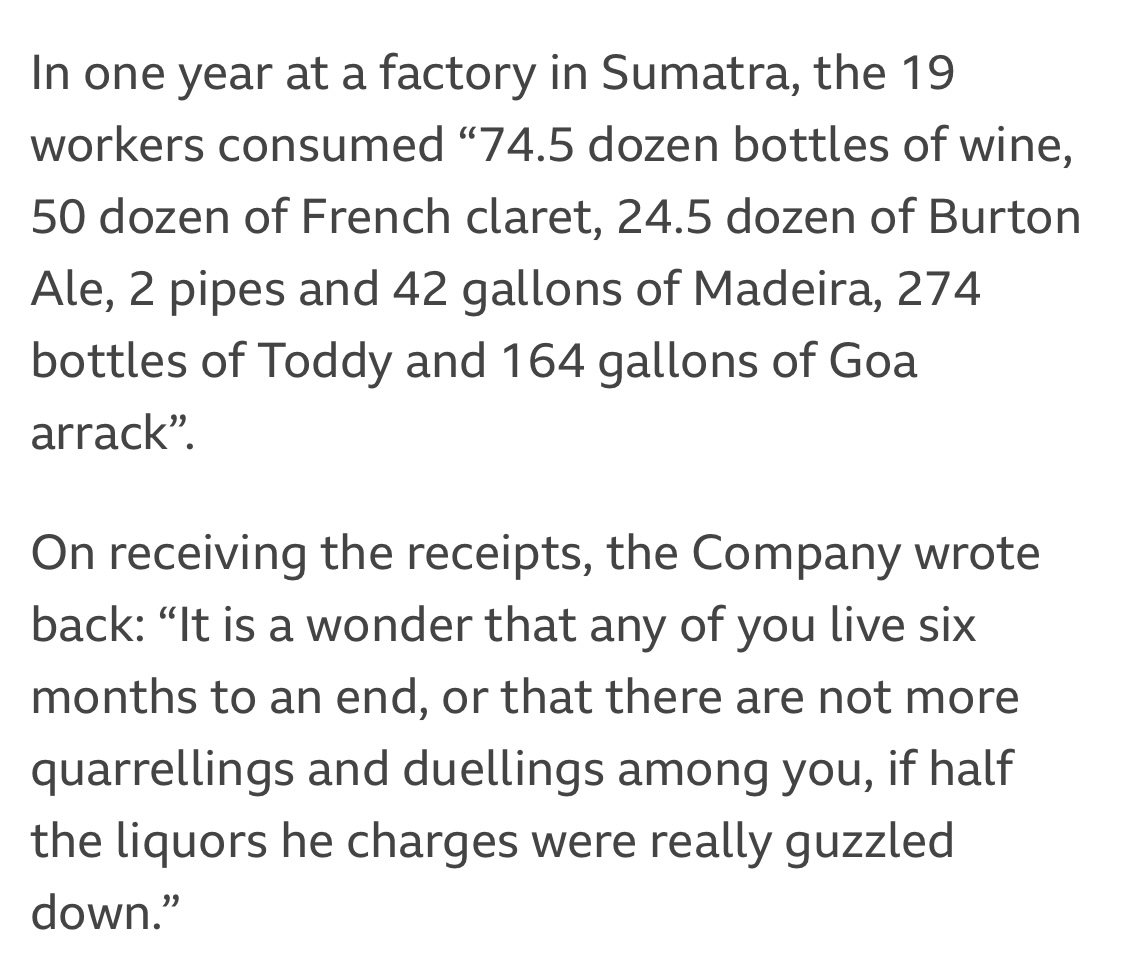 In one year at a factory in Sumatra, the 19
workers consumed “74.5 dozen bottles of wine,
50 dozen of French claret, 24.5 dozen of Burton
Ale, 2 pipes and 42 gallons of Madeira, 274
bottles of Toddy and 164 gallons of Goa
arrack”.
On receiving the receipts, the Company wrote
back: “It is a wonder that any of you live six
months to an end, or that there are not more
quarrellings and duellings among you, if half
the liquors he charges were really guzzled
down.”